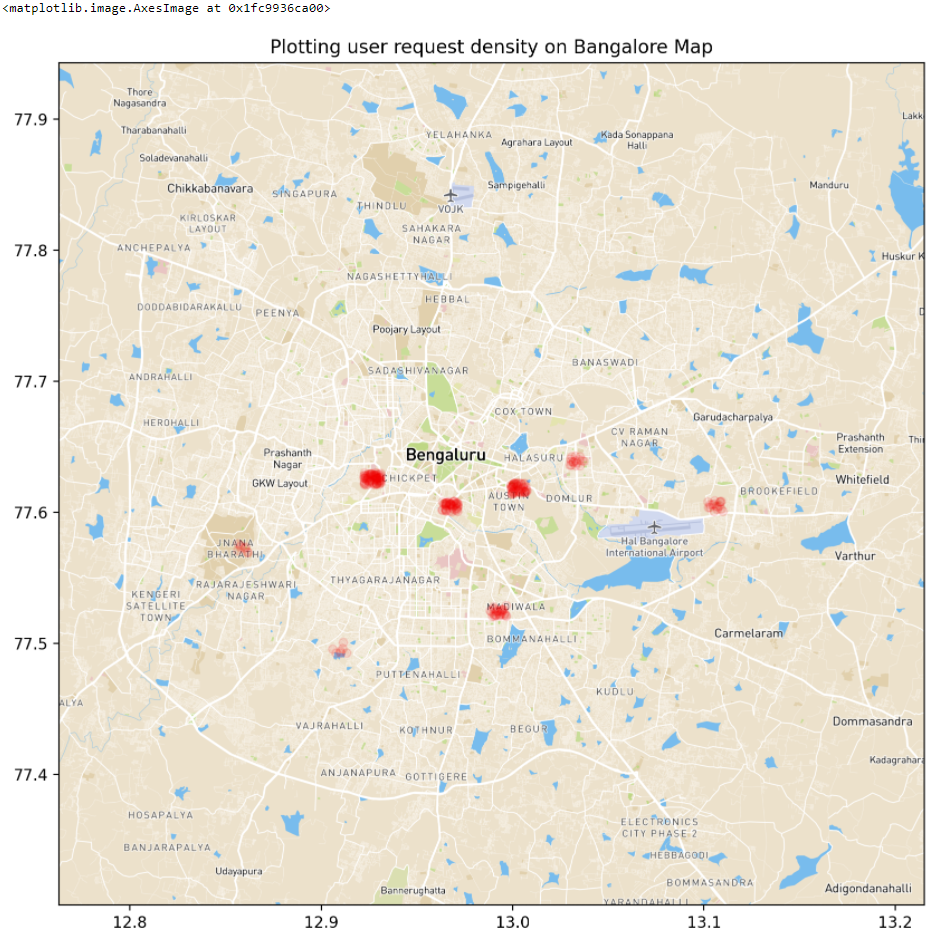 <matplotlib.image.AxesImage at 0x1fc9936ca00>
Plotting user request density on Bangalore Map
77.9
77.8
77.7
77.6
77.5
77.4
12.8
12.9
13.0
13.1
13.2
Thore
Nagasandra
Tharabanahalli
Soladevanahalli
Chikkabanavara
SINGAPURA
YELAHANKA
Agrahara Layout
Kada Sonappana
Halli
Lakk
Sampigehalli
Manduru
THINDLU
VOJK
KIRLOSKAR
LAYOUT
SAHAKARA
NAGAR
ANCHEPALYA
Huskur K
NAGASHETTYHALLI
HEBBAL
DODDABIDARAKALLU
PEENYA
Poojary Layout
BANASWADI
SADASHIVANAGAR
ANDRAHALLI
COX TOWN
Garudacharpalya
HEROHALLI
CV RAMAN
NAGAR
Prashanth
Extension
Thi
Prashanth
Nagar
Bengaluru
HALASURU
GKW Layout
CHICKPET
Whitefield
BROOKEFIELD
AUSTIN
TOWN
DOMLUR
Hal Bangalore
International Airport
Varthur
JNANA
BHARATHI
RAJARAJESHWARI
NAGAR
THYAGARAJANAGAR
KENGERI
SATELLITE
TOWN
MADIWALA
Carmelaram
BOMMANAHALLI
PUTTENAHALLI
KUDLU
ALYA
VAJRAHALLI
KOTHNUR
BEGUR
Dommasandra
Kadagrahara
ANJANAPURA
GOTTIGERE
HOSAPALYA
ELECTRONICS
CITY PHASE 2
BANJARAPALYA
HEBBAGODI
Udayapura
BOMMASANDRA
Bannerughatta
Adigondanahalli
YARANDAHALLI